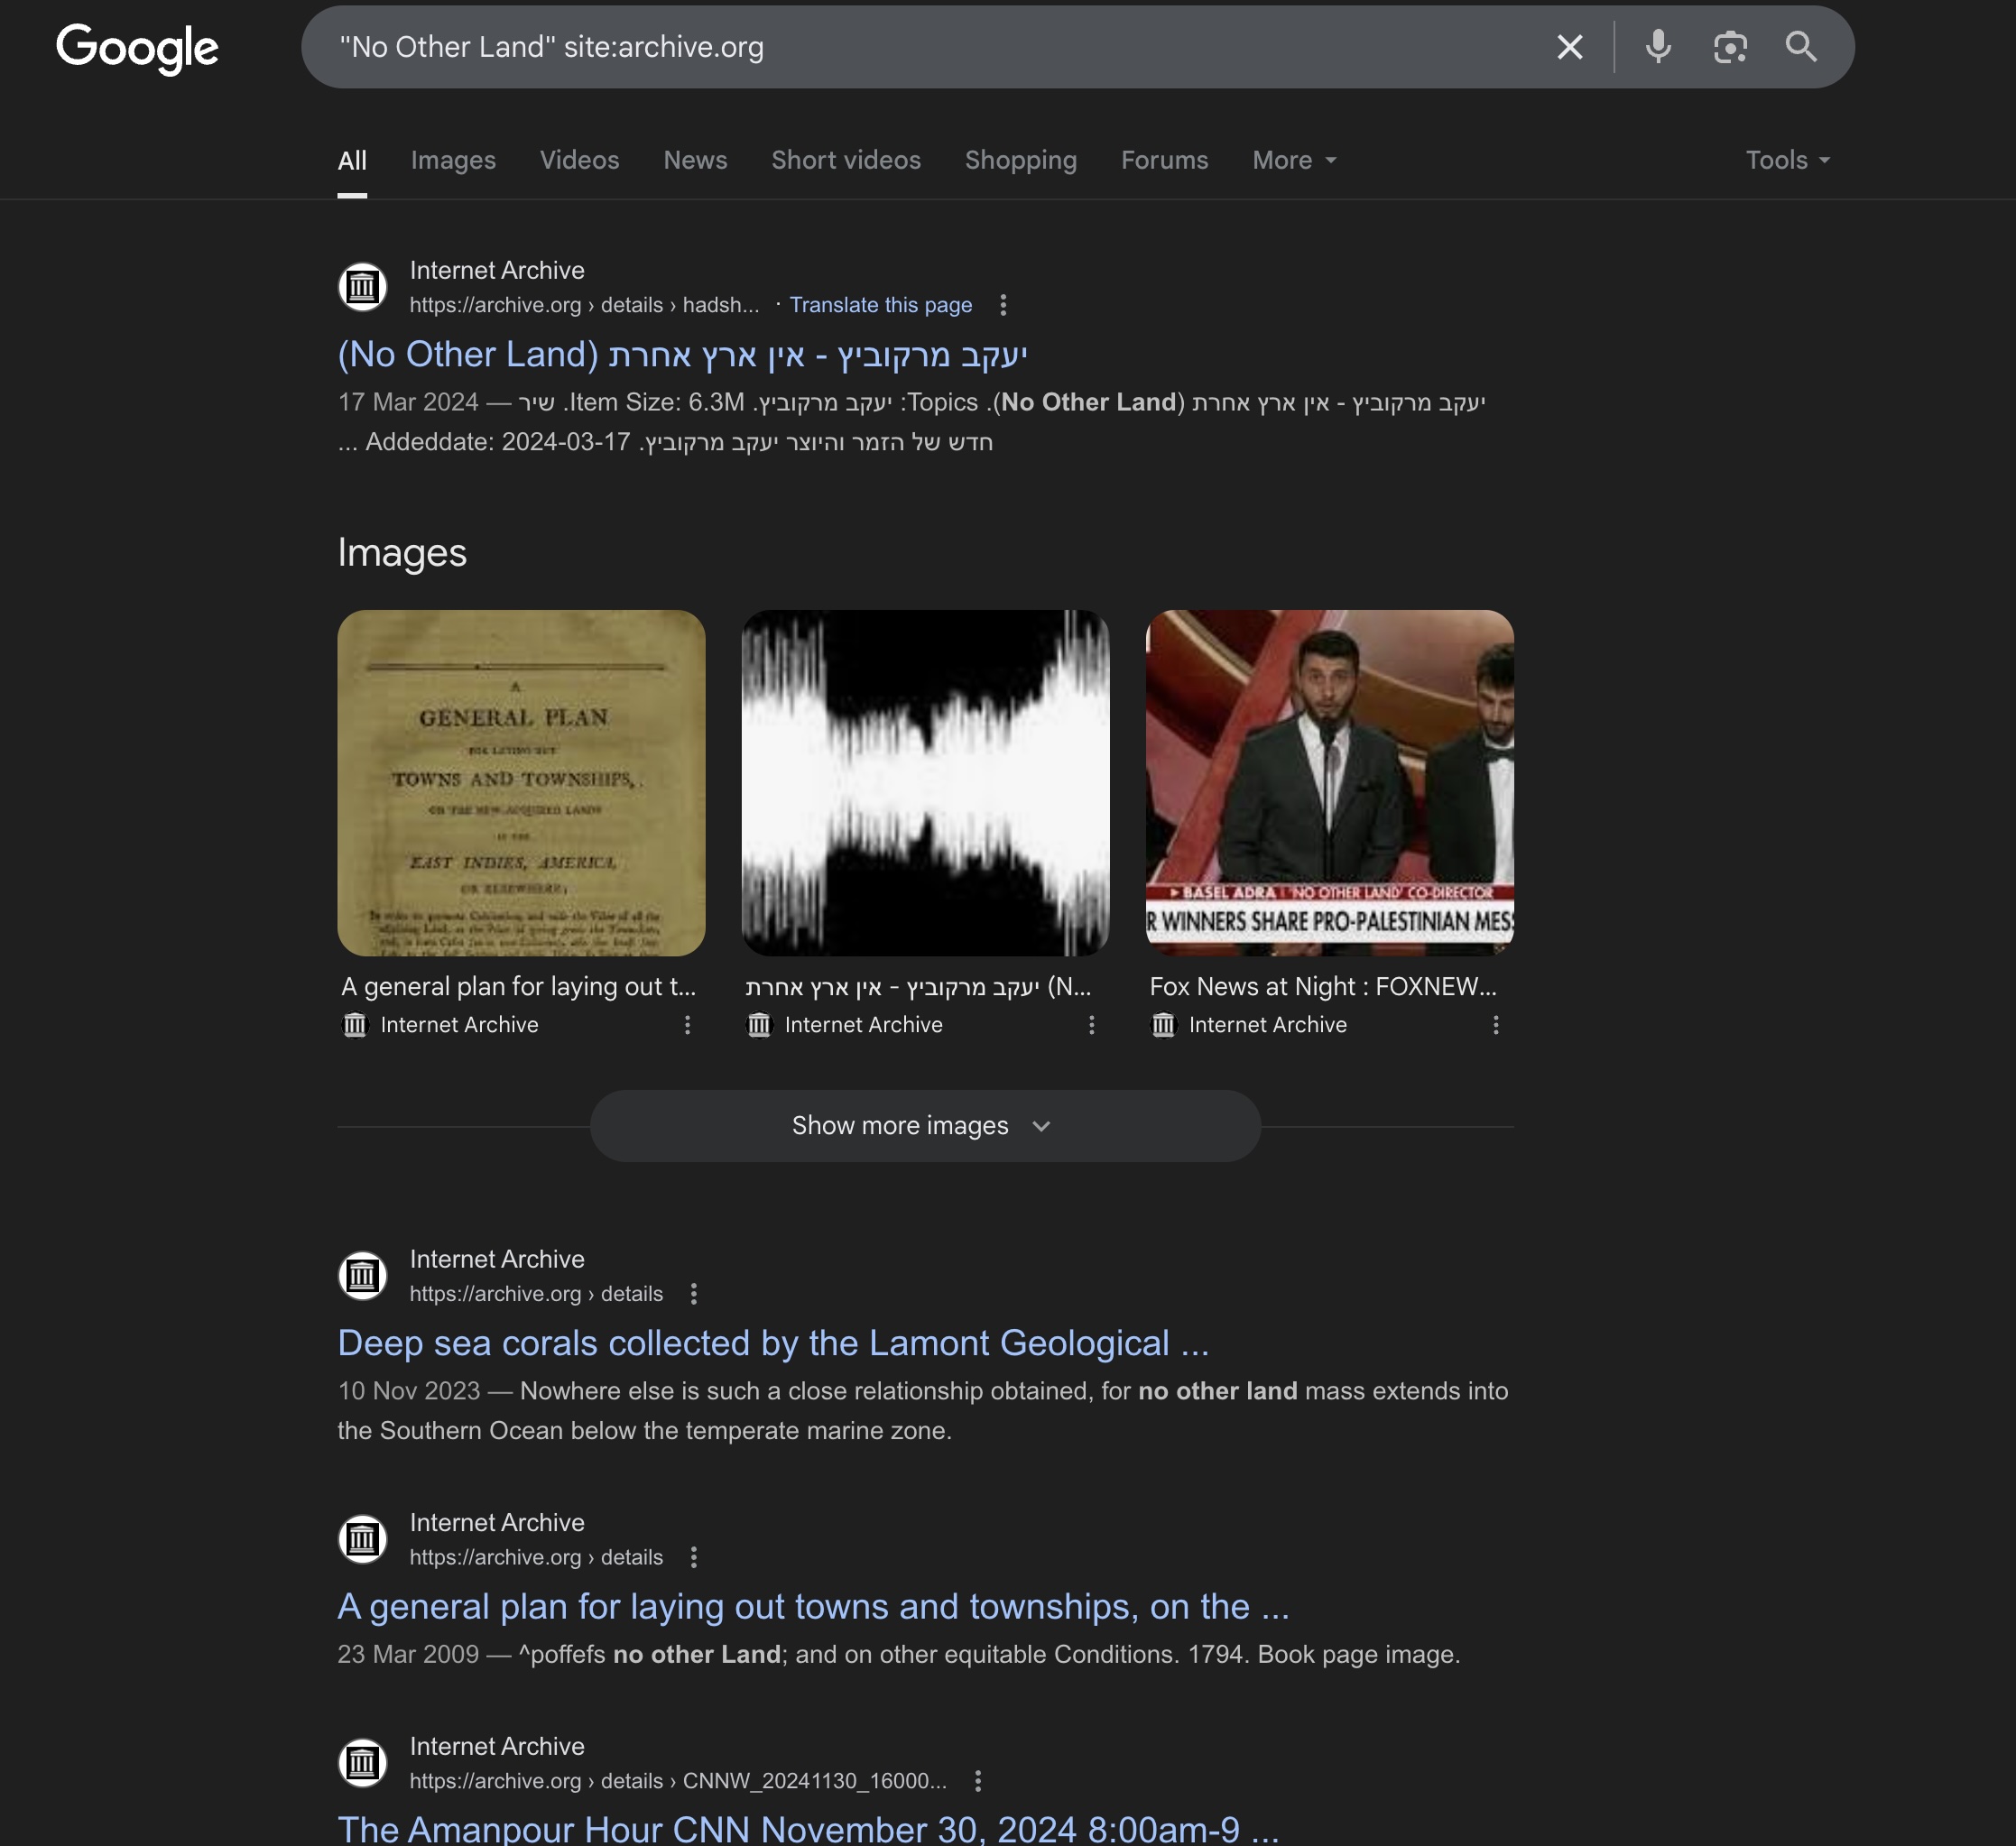 Google
"No Other Land" site:archive.org
All Images Videos News Short videos Shopping Forums More Tools
Internet Archive
https://archive.org › details › hadsh... · Translate this page
(No Other Land) יעקב מרקוביץ - אין ארץ אחרת
17 Mar 2024 — יעקב מרקוביץ - אין ארץ אחרת (No Other Land). Topics: יעקב מרקוביץ. Item Size: 6.3M. שיר
חדש של הזמר והיוצר יעקב מרקוביץ. Addeddate: 2024-03-17 ...
Images
A
GENERAL PLAN
FOR LAYING OUT
TOWNS AND TOWNSHIPS,
ON THE NEW-ACQUIRED LANDS
IN THE
EAST INDIES, AMERICA,
OR ELSEWHERE;
▸ BASEL ADRA | 'NO OTHER LAND' CO-DIRECTOR
R WINNERS SHARE PRO-PALESTINIAN MES
A general plan for laying out t...
Internet Archive
יעקב מרקוביץ - אין ארץ אחרת (N...
Internet Archive
Fox News at Night : FOXNEW...
Internet Archive
Show more images
Internet Archive
https://archive.org › details
Deep sea corals collected by the Lamont Geological ...
10 Nov 2023 — Nowhere else is such a close relationship obtained, for no other land mass extends into
the Southern Ocean below the temperate marine zone.
Internet Archive
https://archive.org › details
A general plan for laying out towns and townships, on the ...
23 Mar 2009 — ^poffefs no other Land; and on other equitable Conditions. 1794. Book page image.
Internet Archive
https://archive.org › details › CNNW_20241130_16000...
The Amanpour Hour CNN November 30, 2024 8:00am-9 ...